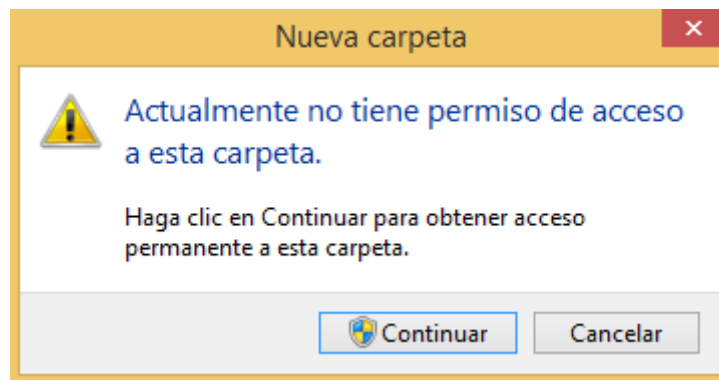 Nueva carpeta
Actualmente no tiene permiso de acceso
a esta carpeta.
Haga clic en Continuar para obtener acceso
permanente a esta carpeta.
Continuar
Cancelar